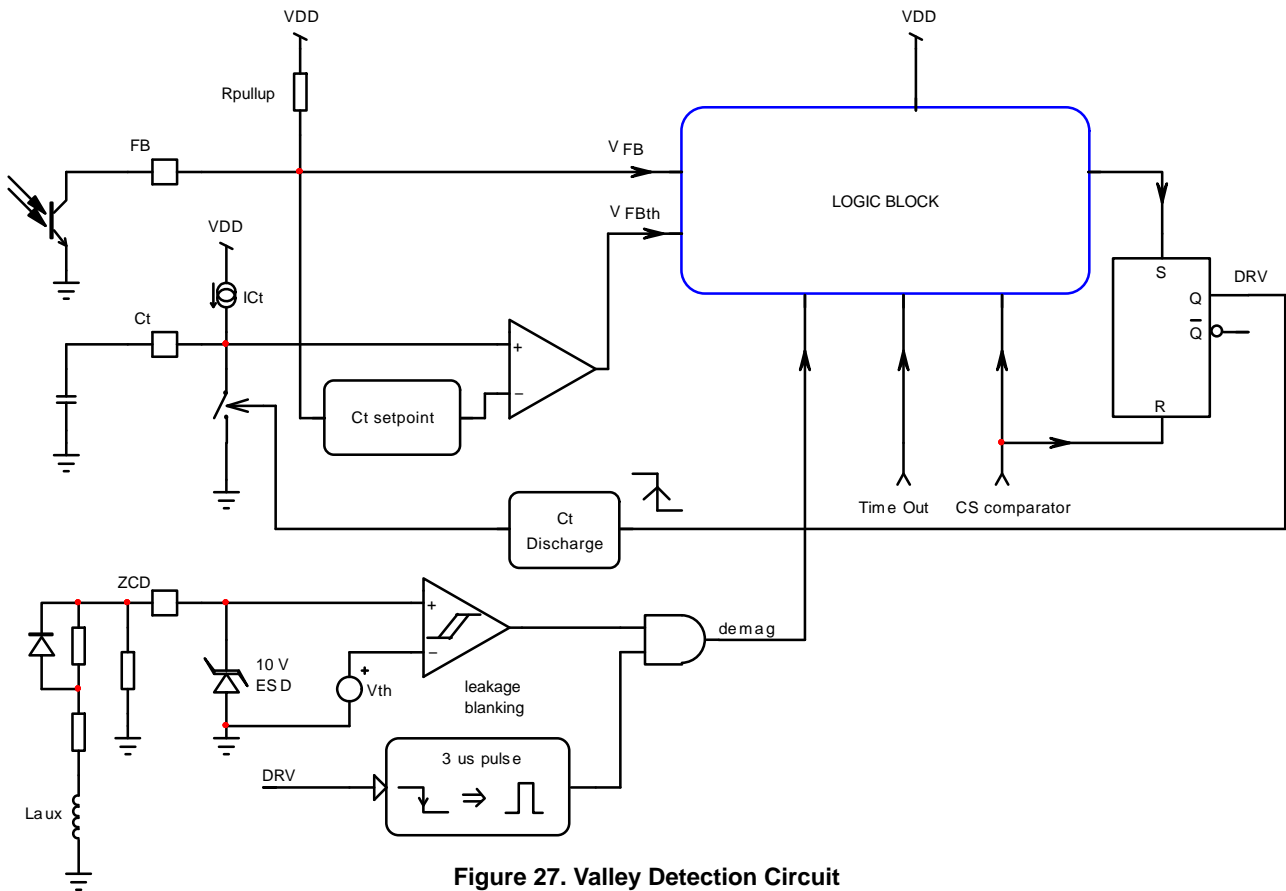 VDD
VDD
Rpullup
FB
V FB
LOGIC BLOCK
V FBth
VDD
ICt
S
DRV
Q
Q
Ct
+
−
Ct setpoint
R
Time Out
CS comparator
Ct
Discharge
ZCD
+
−
demag
10 V
ESD
+
Vth
leakage
blanking
3 us pulse
DRV
⇒
Laux
Figure 27. Valley Detection Circuit